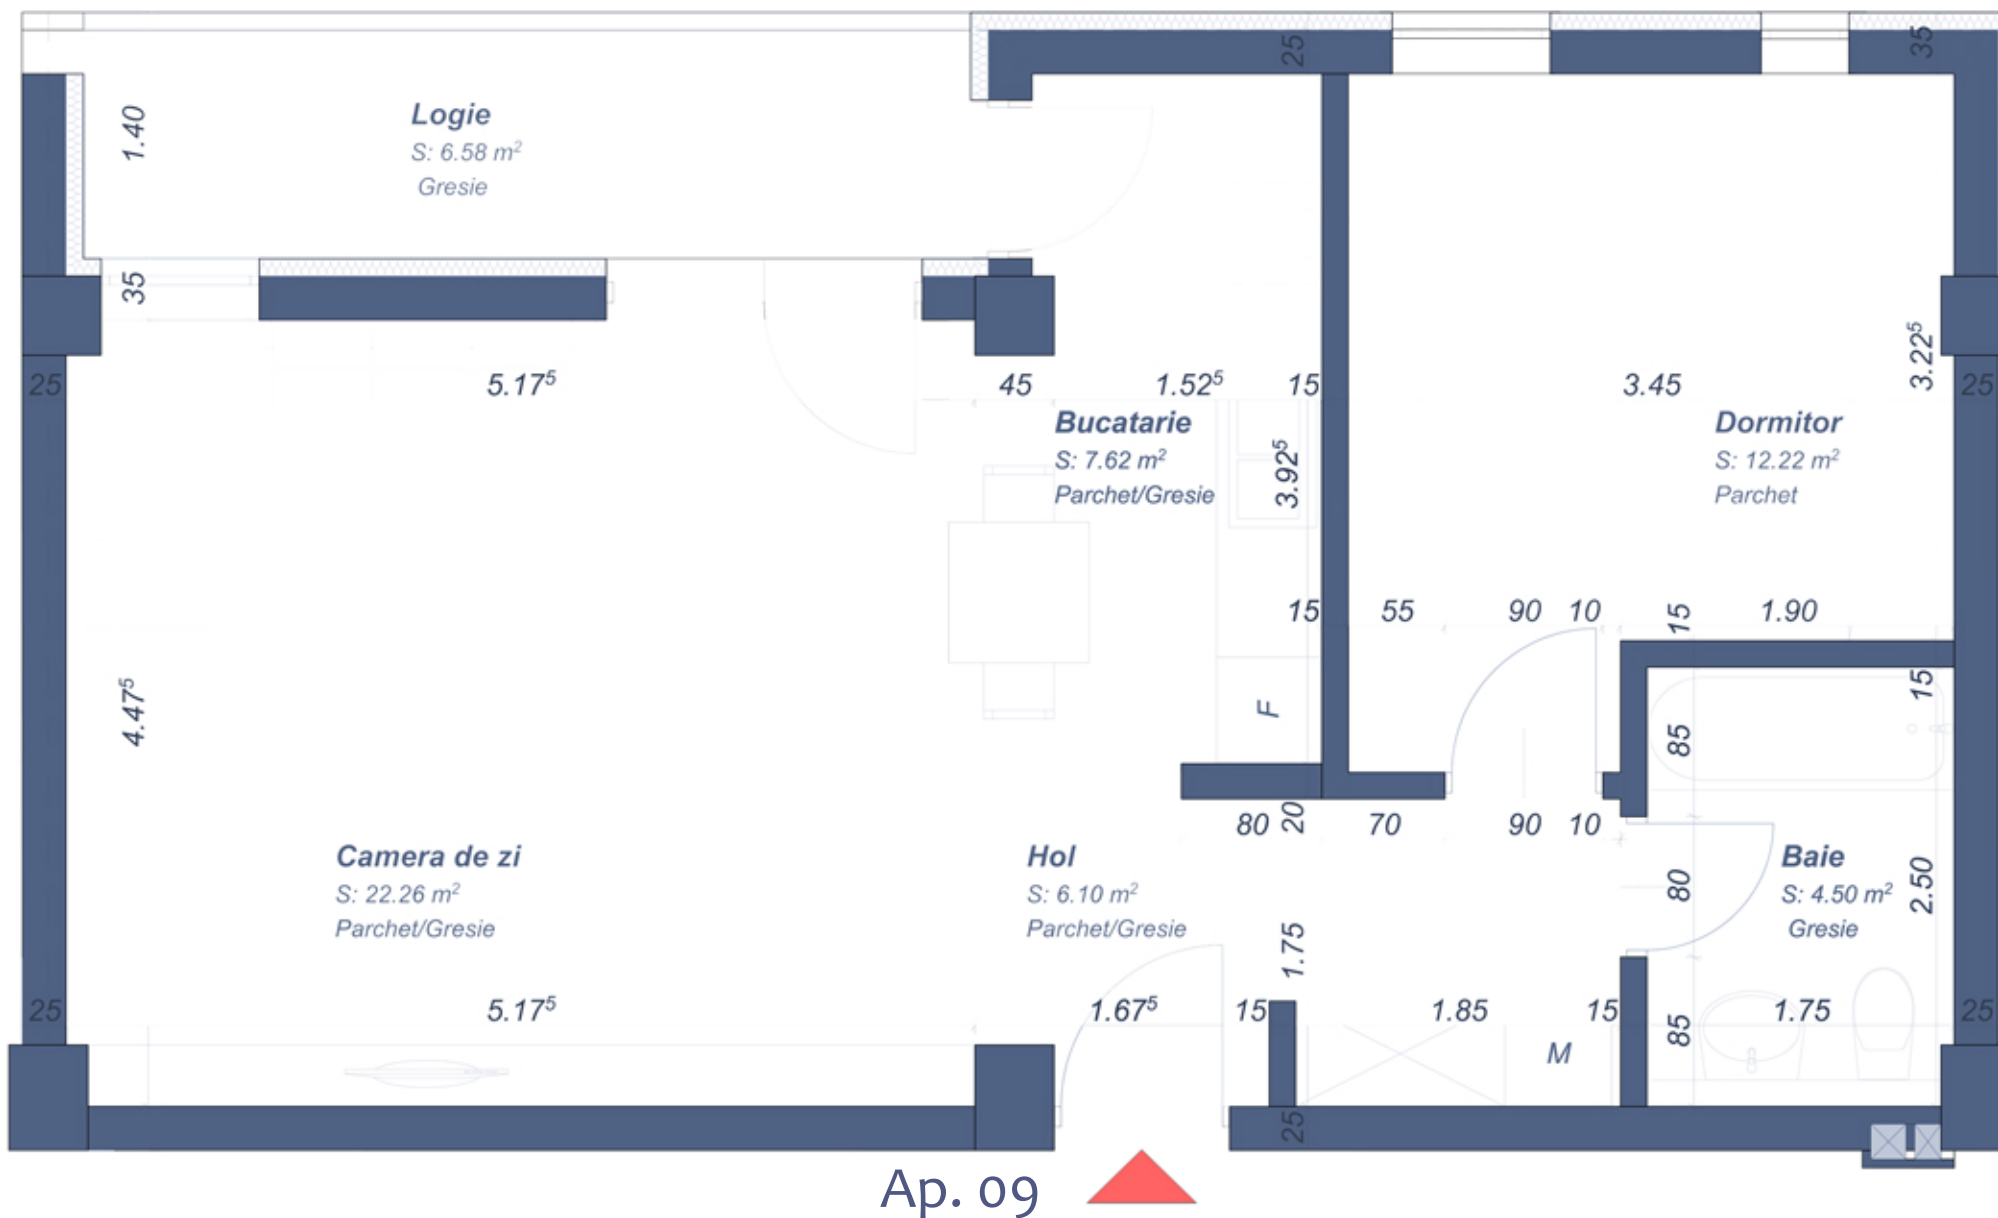 25
35
Logie
S: 6.58 m²
Gresie
1.40
35
25
5.17⁵
45
1.52⁵
15
3.45
3.22⁵
25
Bucatarie
S: 7.62 m²
Parchet/Gresie
3.92⁵
Dormitor
S: 12.22 m²
Parchet
15
55
90
10
15
1.90
4.47⁵
F
85
15
80
20
70
90
10
Camera de zi
S: 22.26 m²
Parchet/Gresie
Hol
S: 6.10 m²
Parchet/Gresie
80
Baie
S: 4.50 m²
Gresie
2.50
1.75
25
5.17⁵
1.67⁵
15
1.85
15
85
1.75
25
M
25
Ap. 09